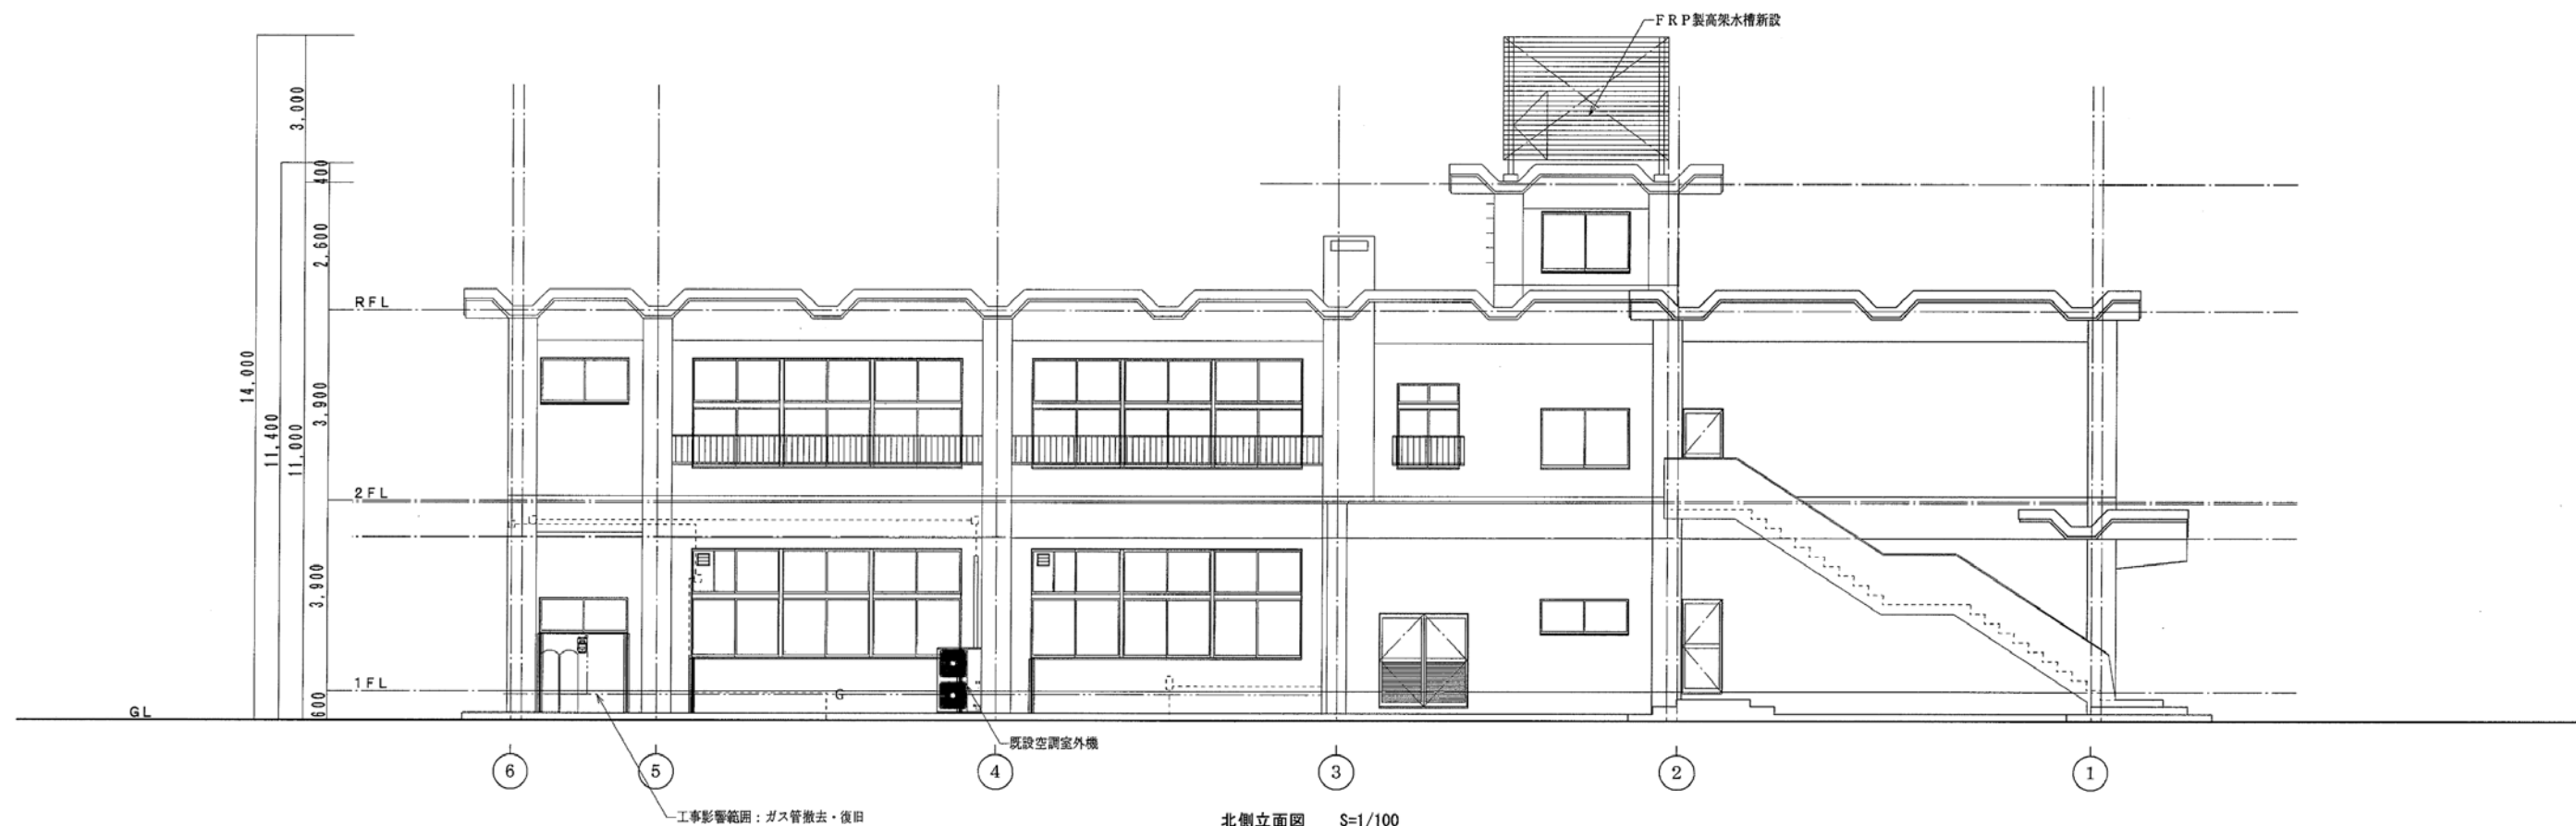 FRP製高架水槽新設
3,000
400
2,600
RFL
14,000
11,400
11,000
3,900
2FL
3,900
1FL
600
GL
G
既設空調室外機
6
5
4
3
2
1
工事影響範囲：ガス管撤去・復旧
北側立面図 S=1/100